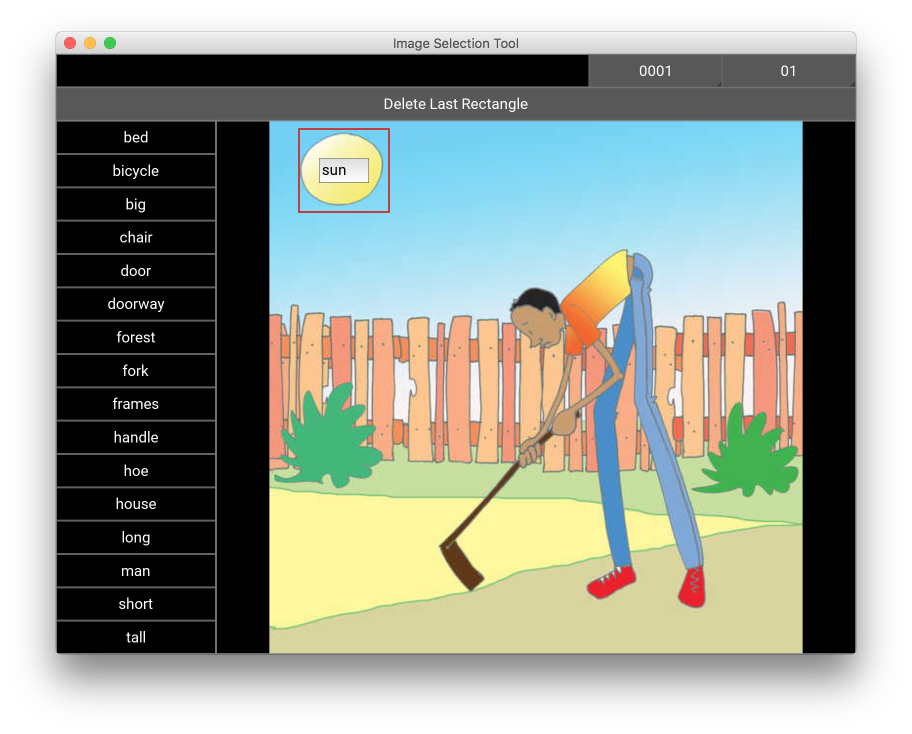 Image Selection Tool
0001
01
Delete Last Rectangle
bed
bicycle
big
chair
door
doorway
forest
fork
frames
handle
hoe
house
long
man
short
tall
sun